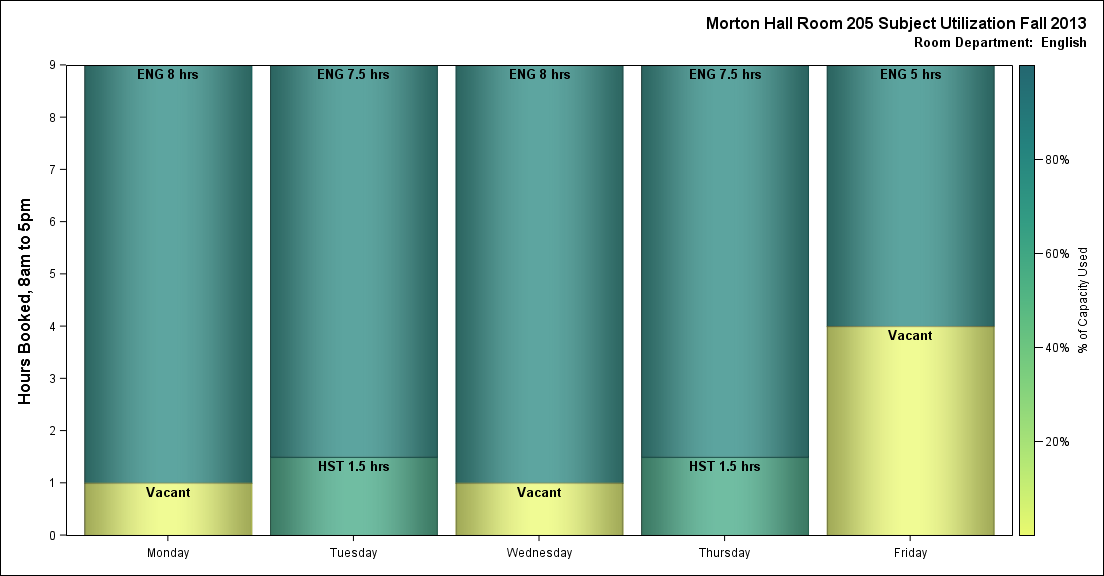 Morton Hall Room 205 Subject Utilization Fall 2013
Room Department: English
Hours Booked, 8am to 5pm
9
8
7
6
5
4
3
2
1
0
ENG 8 hrs
Vacant
Monday
ENG 7.5 hrs
HST 1.5 hrs
Tuesday
ENG 8 hrs
Vacant
Wednesday
ENG 7.5 hrs
HST 1.5 hrs
Thursday
ENG 5 hrs
Vacant
Friday
80%
60%
40%
20%
% of Capacity Used